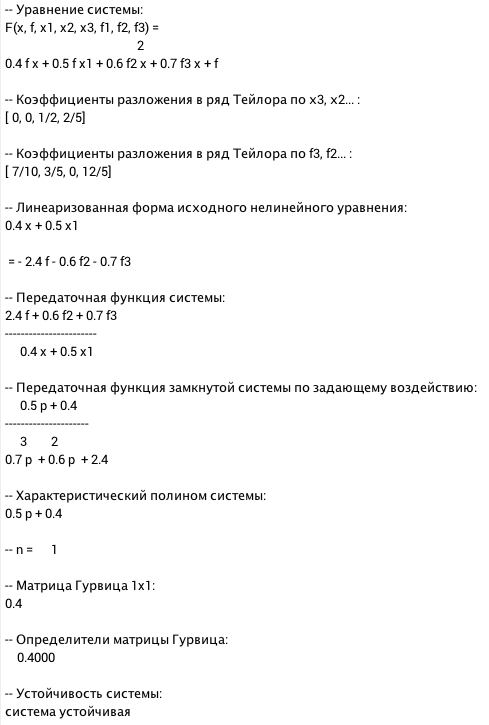 -- Уравнение системы:
F(x, f, x1, x2, x3, f1, f2, f3) =
2
0.4 f x + 0.5 f x1 + 0.6 f2 x + 0.7 f3 x + f
-- Коэффициенты разложения в ряд Тейлора по x3, x2... :
[ 0, 0, 1/2, 2/5]
-- Коэффициенты разложения в ряд Тейлора по f3, f2... :
[ 7/10, 3/5, 0, 12/5]
-- Линеаризованная форма исходного нелинейного уравнения:
0.4 x + 0.5 x1
= - 2.4 f - 0.6 f2 - 0.7 f3
-- Передаточная функция системы:
2.4 f + 0.6 f2 + 0.7 f3
-----------------------
0.4 x + 0.5 x1
-- Передаточная функция замкнутой системы по задающему воздействию:
0.5 p + 0.4
---------------------
3 2
0.7 p + 0.6 p + 2.4
-- Характеристический полином системы:
0.5 p + 0.4
-- n = 1
-- Матрица Гурвица 1x1:
0.4
-- Определители матрицы Гурвица:
0.4000
-- Устойчивость системы:
система устойчивая